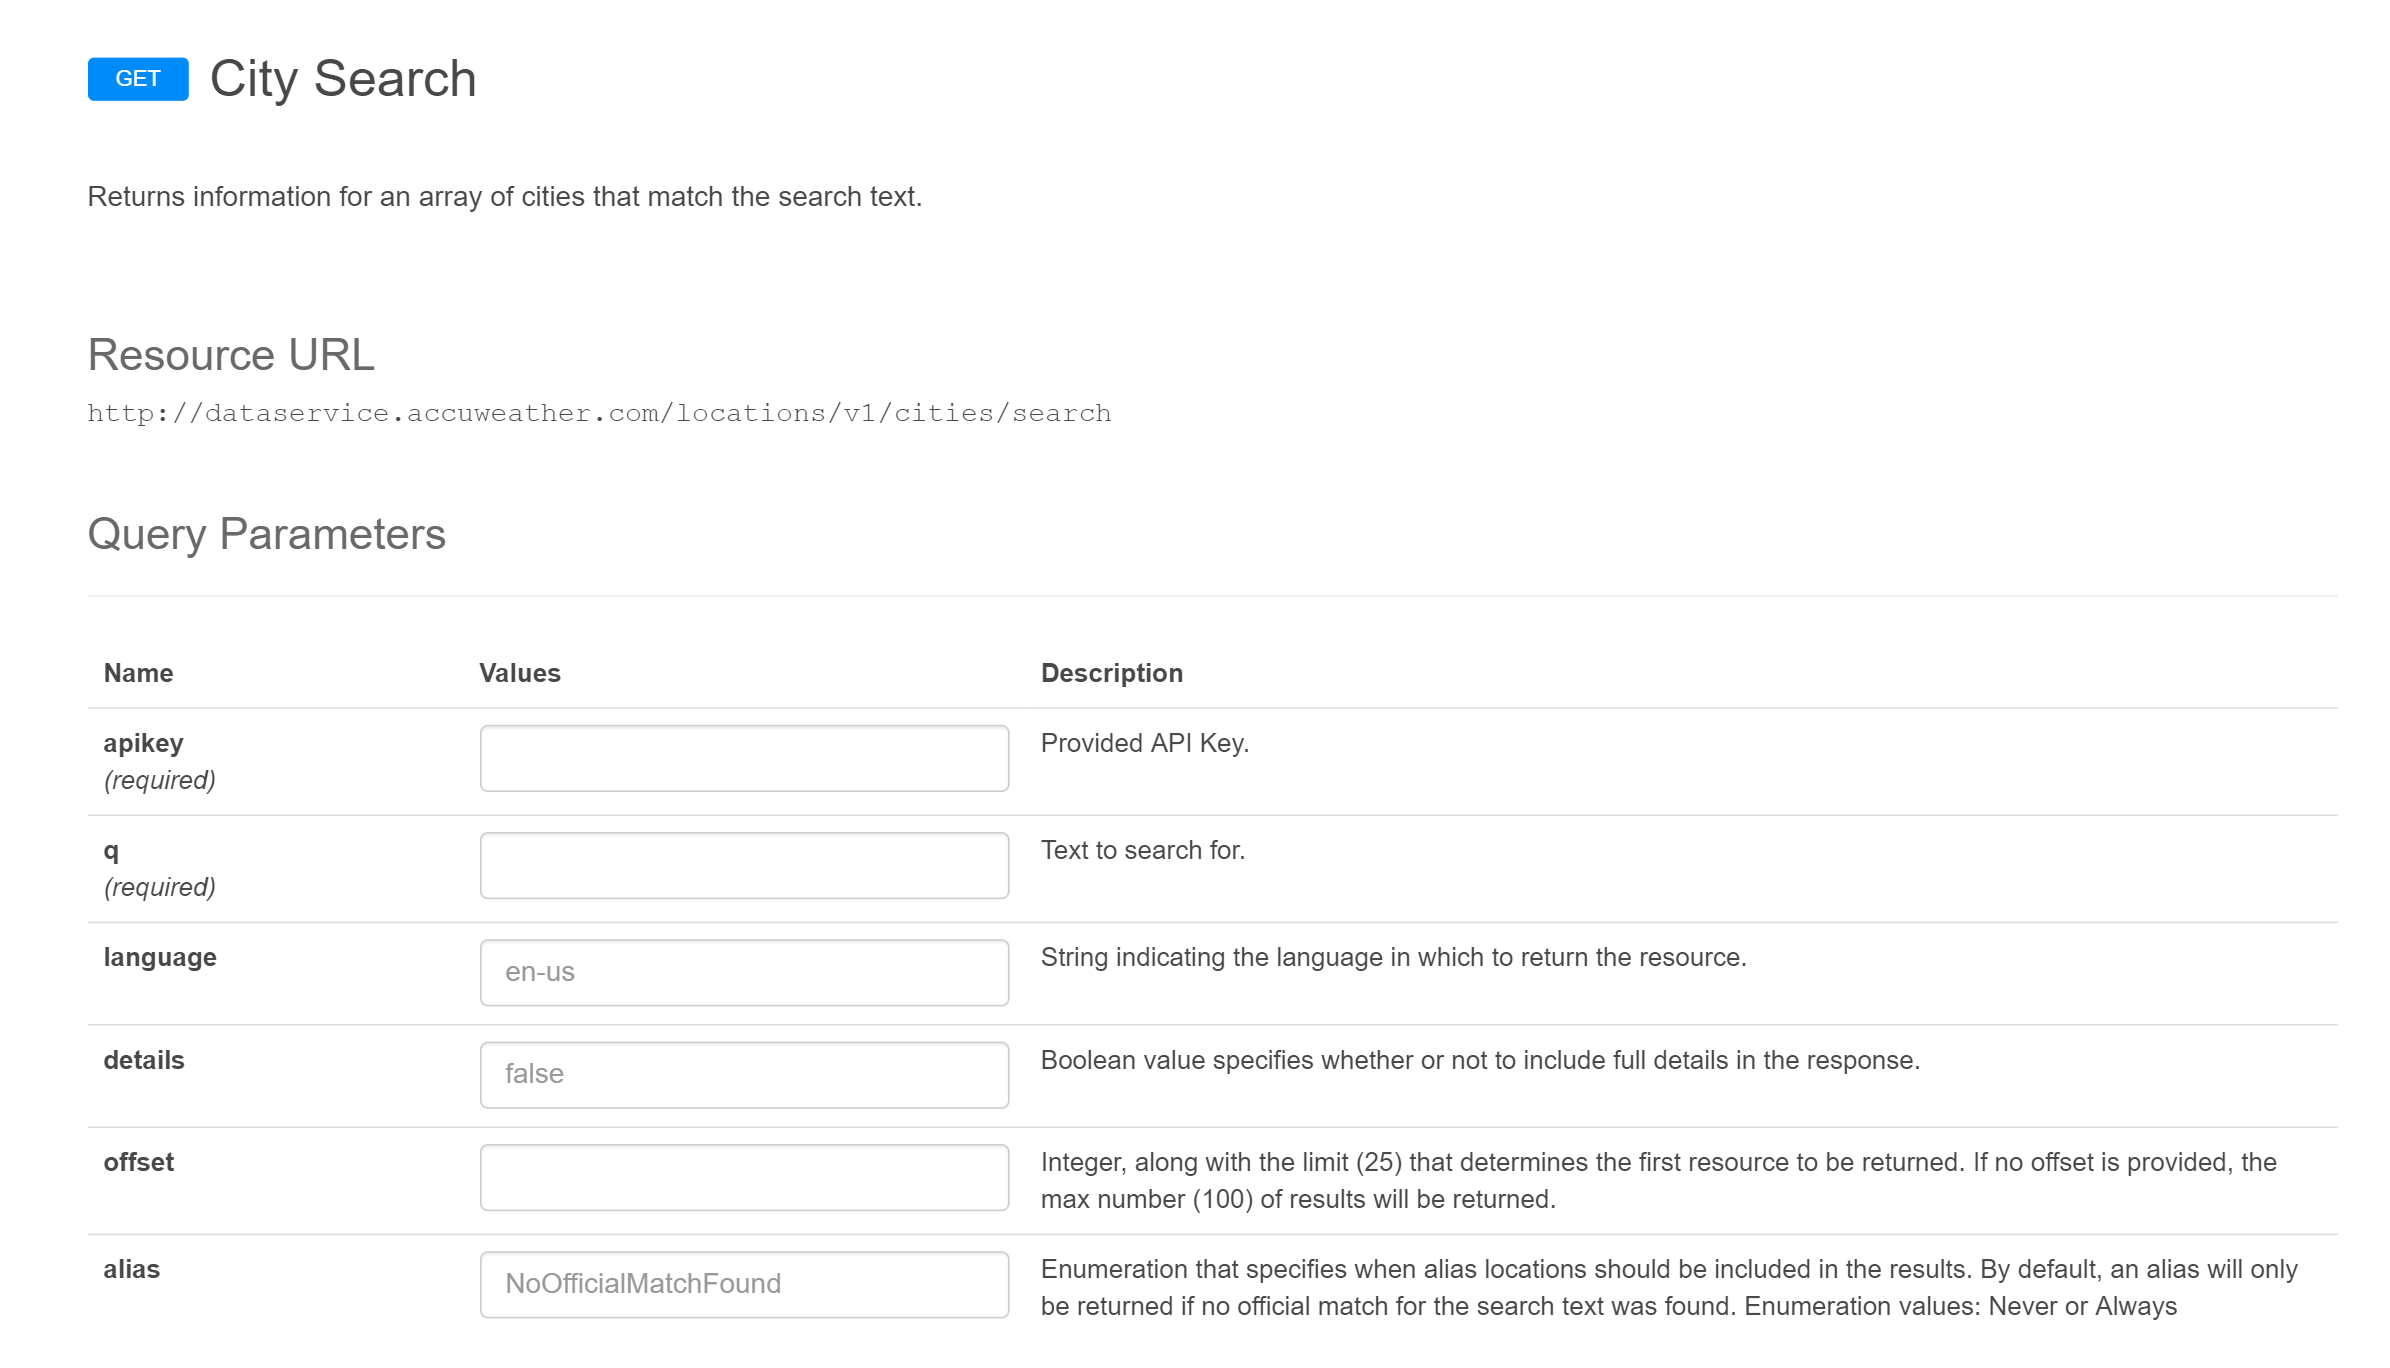 GET City Search
Returns information for an array of cities that match the search text.
Resource URL
http://dataservice.accuweather.com/locations/v1/cities/search
Query Parameters
Name Values Description
apikey Provided API Key.
(required)
q Text to search for.
(required)
language en-us String indicating the language in which to return the resource.
details false Boolean value specifies whether or not to include full details in the response.
offset Integer, along with the limit (25) that determines the first resource to be returned. If no offset is provided, the
max number (100) of results will be returned.
alias NoOfficialMatchFound Enumeration that specifies when alias locations should be included in the results. By default, an alias will only
be returned if no official match for the search text was found. Enumeration values: Never or Always